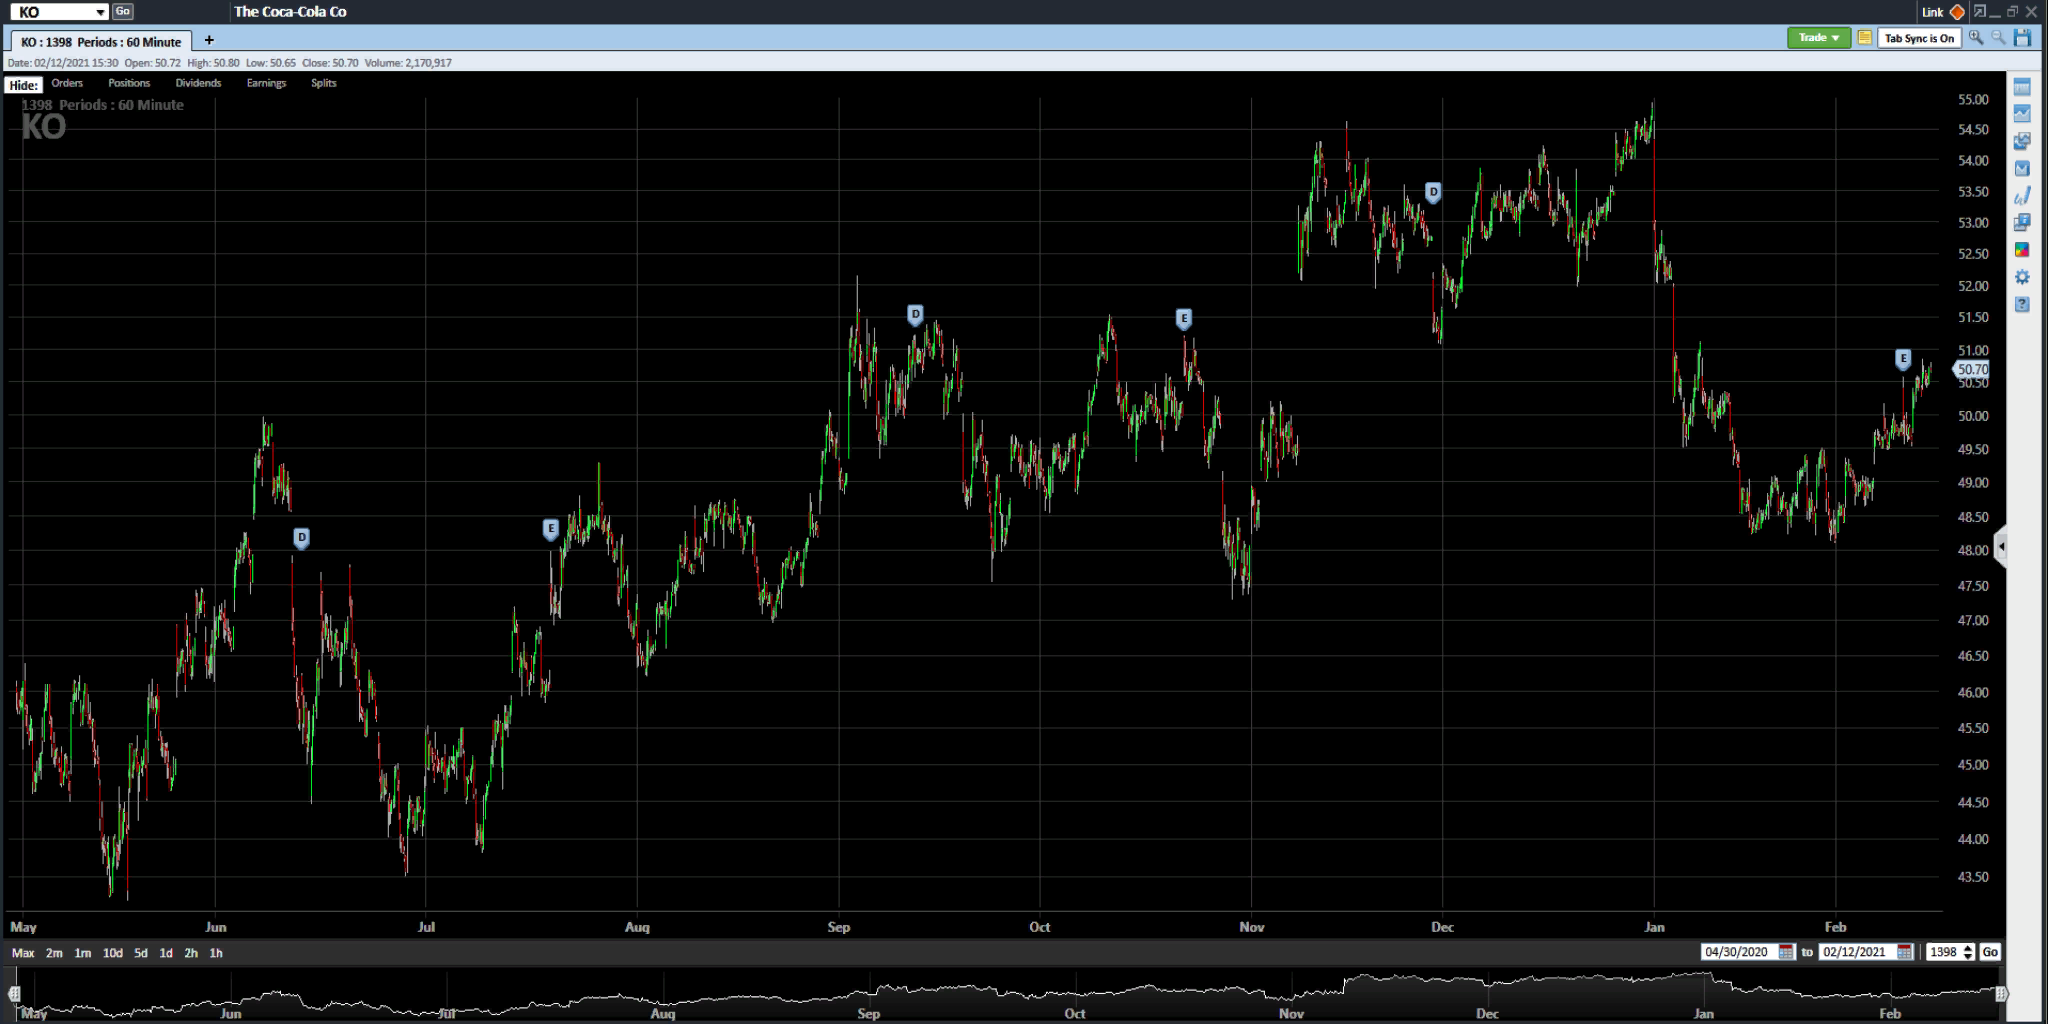 KO Go The Coca-Cola Co Link
KO : 1398 Periods : 60 Minute + Trade Tab Sync is On
Date: 02/12/2021 15:30 Open: 50.72 High: 50.80 Low: 50.65 Close: 50.70 Volume: 2,170,917
Hide: Orders Positions Dividends Earnings Splits
1398 Periods : 60 Minute
KO
55.00
54.50
54.00
53.50
D
53.00
52.50
52.00
D
E
51.50
51.00
E
50.70
50.50
50.00
49.50
49.00
48.50
E
D
48.00
47.50
47.00
46.50
46.00
45.50
45.00
44.50
44.00
43.50
May Jun Jul Aug Sep Oct Nov Dec Jan Feb
Max 2m 1m 10d 5d 1d 2h 1h 04/30/2020 to 02/12/2021 1398 Go
May Jun Jul Aug Sep Oct Nov Dec Jan Feb